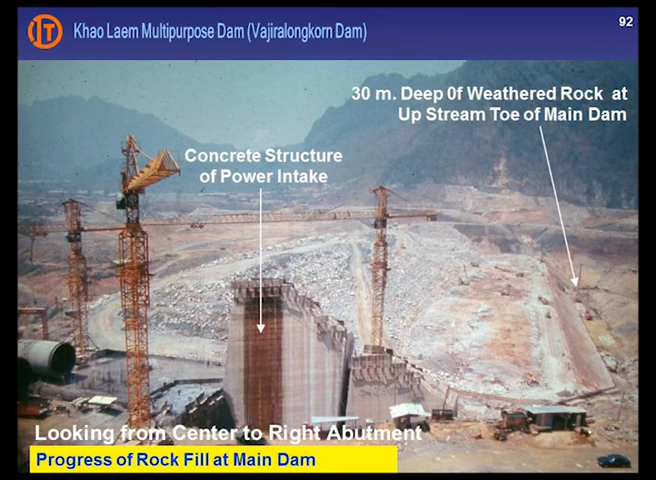 IT
Khao Laem Multipurpose Dam (Vajiralongkorn Dam)
92
30 m. Deep 0f Weathered Rock at
Up Stream Toe of Main Dam
Concrete Structure
of Power Intake
Looking from Center to Right Abutment
Progress of Rock Fill at Main Dam